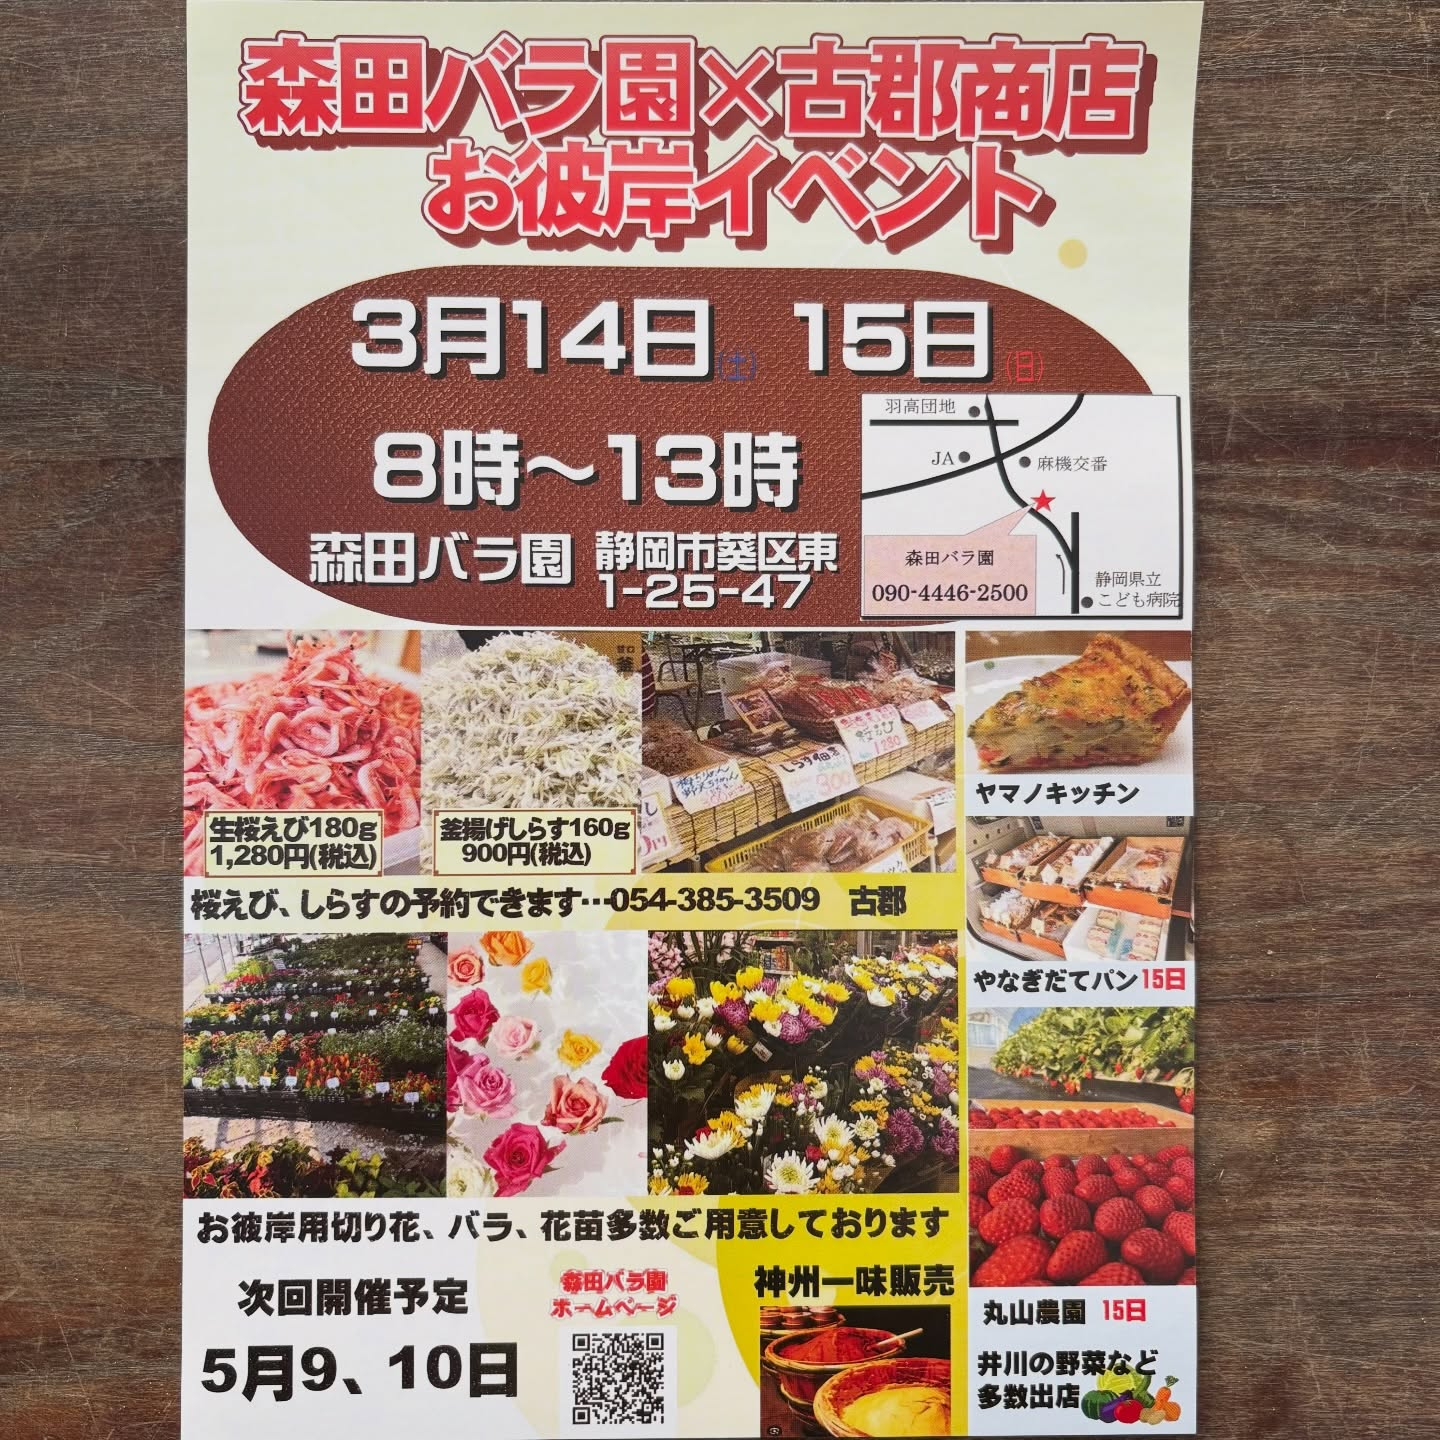 森田バラ園×古郡商店
お彼岸イベント
3月14日(土) 15日(日)
8時～13時
森田バラ園 静岡市葵区東
1-25-47
羽高団地
JA
麻機交番
森田バラ園
090-4446-2500
静岡県立
こども病院
生桜えび180g
1,280円(税込)
釜揚げしらす160g
900円(税込)
しらす佃煮
300
1280
ヤマノキッチン
桜えび、しらすの予約できます…054-385-3509 古郡
やなぎだてパン15日
お彼岸用切り花、バラ、花苗多数ご用意しております
次回開催予定
5月9、10日
森田バラ園
ホームページ
神州一味販売
丸山農園 15日
井川の野菜など
多数出店